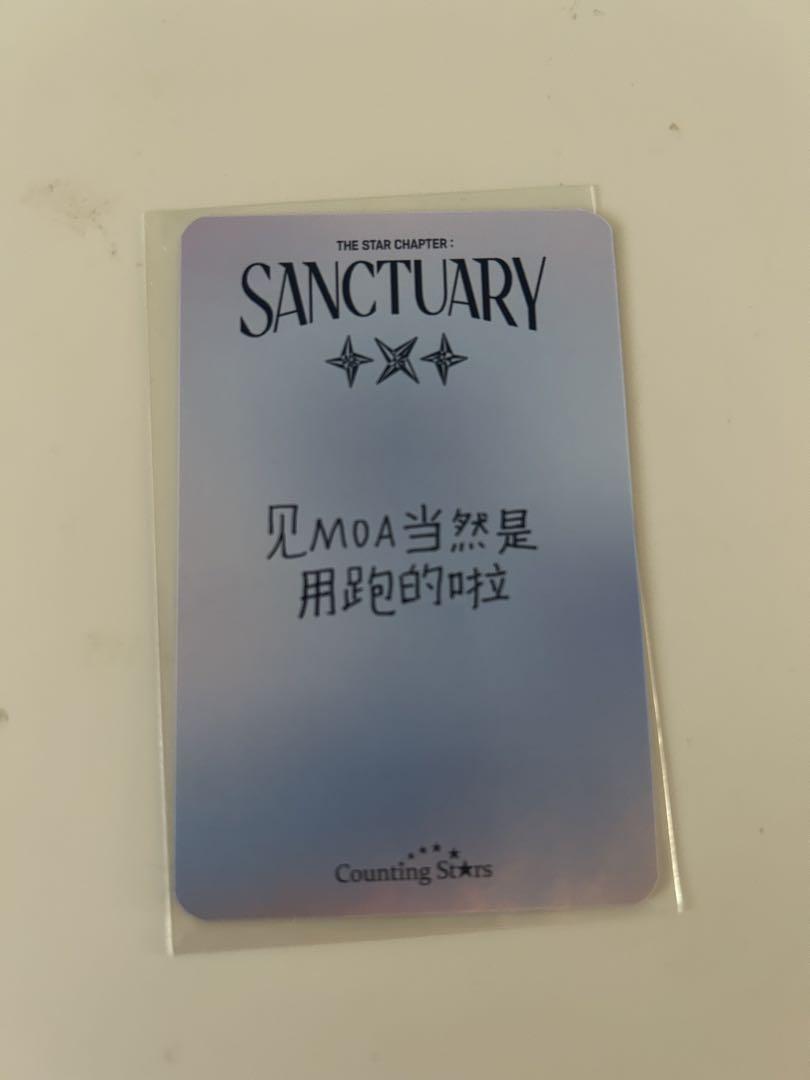 THE STAR CHAPTER :
SANCTUARY
见MOA当然是
用跑的啦
Counting Stars